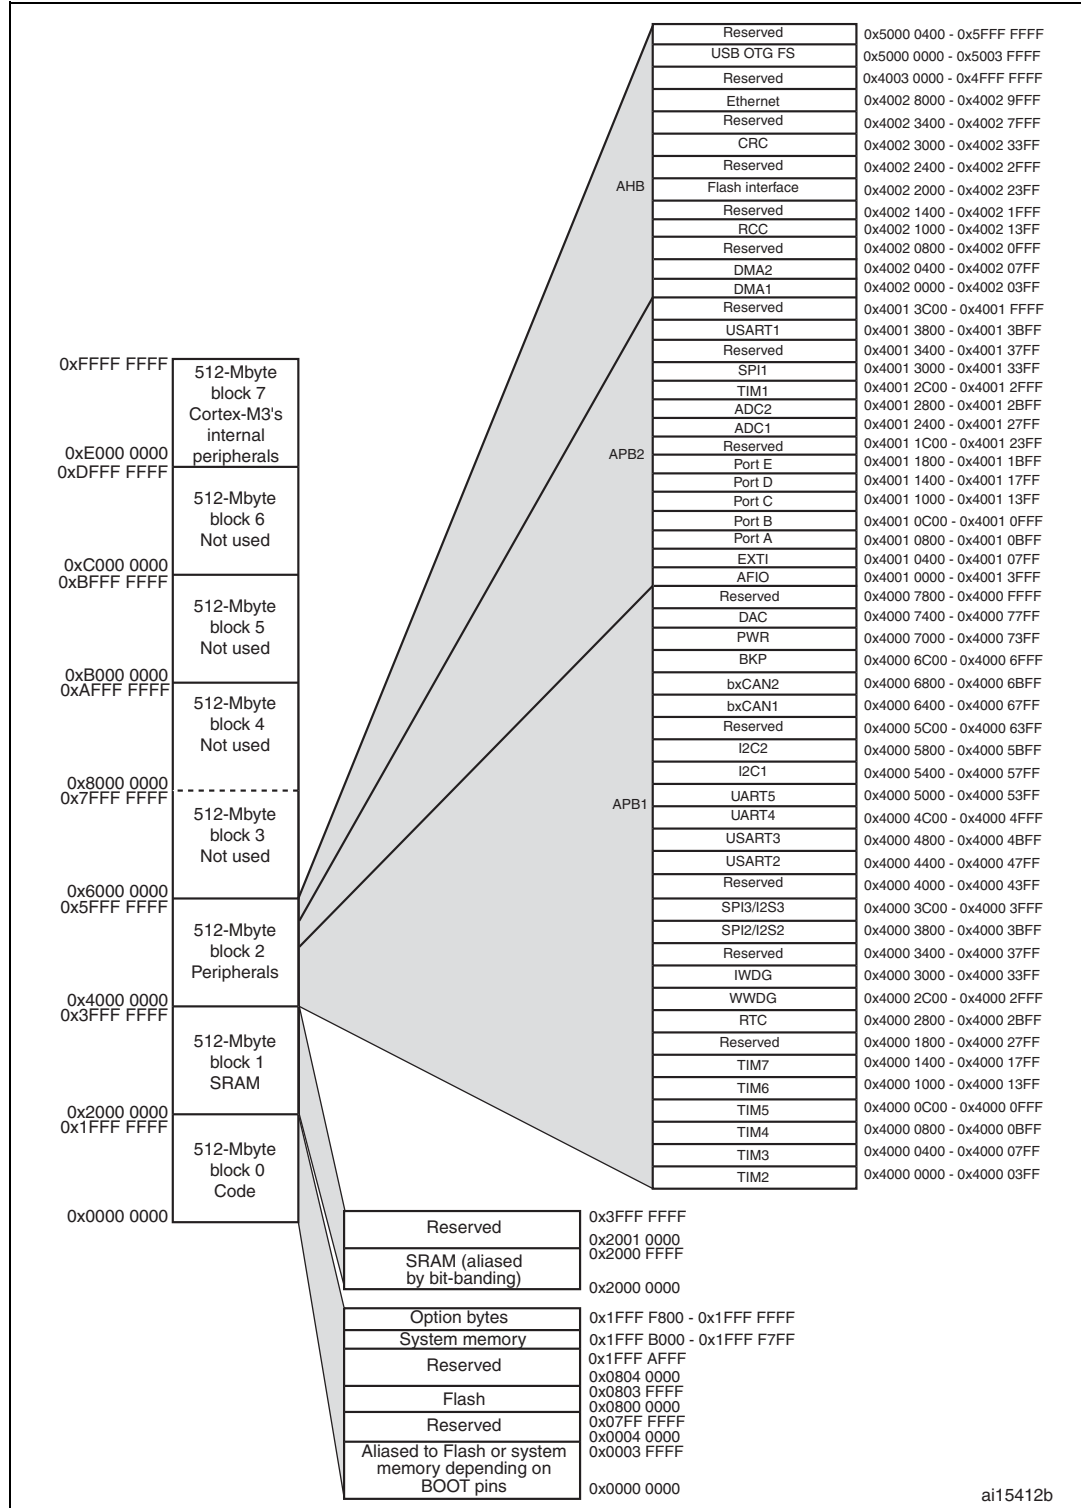 Reserved 0x5000 0400 - 0x5FFF FFFF
USB OTG FS 0x5000 0000 - 0x5003 FFFF
Reserved 0x4003 0000 - 0x4FFF FFFF
Ethernet 0x4002 8000 - 0x4002 9FFF
Reserved 0x4002 3400 - 0x4002 7FFF
CRC 0x4002 3000 - 0x4002 33FF
Reserved 0x4002 2400 - 0x4002 2FFF
AHB
Flash interface 0x4002 2000 - 0x4002 23FF
Reserved 0x4002 1400 - 0x4002 1FFF
RCC 0x4002 1000 - 0x4002 13FF
Reserved 0x4002 0800 - 0x4002 0FFF
DMA2 0x4002 0400 - 0x4002 07FF
DMA1 0x4002 0000 - 0x4002 03FF
Reserved 0x4001 3C00 - 0x4001 FFFF
USART1 0x4001 3800 - 0x4001 3BFF
Reserved 0x4001 3400 - 0x4001 37FF
SPI1 0x4001 3000 - 0x4001 33FF
TIM1 0x4001 2C00 - 0x4001 2FFF
ADC2 0x4001 2800 - 0x4001 2BFF
ADC1 0x4001 2400 - 0x4001 27FF
Reserved 0x4001 1C00 - 0x4001 23FF
APB2
Port E 0x4001 1800 - 0x4001 1BFF
Port D 0x4001 1400 - 0x4001 17FF
Port C 0x4001 1000 - 0x4001 13FF
Port B 0x4001 0C00 - 0x4001 0FFF
Port A 0x4001 0800 - 0x4001 0BFF
EXTI 0x4001 0400 - 0x4001 07FF
AFIO 0x4001 0000 - 0x4001 3FFF
Reserved 0x4000 7800 - 0x4000 FFFF
DAC 0x4000 7400 - 0x4000 77FF
PWR 0x4000 7000 - 0x4000 73FF
BKP 0x4000 6C00 - 0x4000 6FFF
bxCAN2 0x4000 6800 - 0x4000 6BFF
bxCAN1 0x4000 6400 - 0x4000 67FF
Reserved 0x4000 5C00 - 0x4000 63FF
I2C2 0x4000 5800 - 0x4000 5BFF
I2C1 0x4000 5400 - 0x4000 57FF
APB1
UART5 0x4000 5000 - 0x4000 53FF
UART4 0x4000 4C00 - 0x4000 4FFF
USART3 0x4000 4800 - 0x4000 4BFF
USART2 0x4000 4400 - 0x4000 47FF
Reserved 0x4000 4000 - 0x4000 43FF
SPI3/I2S3 0x4000 3C00 - 0x4000 3FFF
SPI2/I2S2 0x4000 3800 - 0x4000 3BFF
Reserved 0x4000 3400 - 0x4000 37FF
IWDG 0x4000 3000 - 0x4000 33FF
WWDG 0x4000 2C00 - 0x4000 2FFF
RTC 0x4000 2800 - 0x4000 2BFF
Reserved 0x4000 1800 - 0x4000 27FF
TIM7 0x4000 1400 - 0x4000 17FF
TIM6 0x4000 1000 - 0x4000 13FF
TIM5 0x4000 0C00 - 0x4000 0FFF
TIM4 0x4000 0800 - 0x4000 0BFF
TIM3 0x4000 0400 - 0x4000 07FF
TIM2 0x4000 0000 - 0x4000 03FF
0xFFFF FFFF
512-Mbyte
block 7
Cortex-M3's
internal
peripherals
0xE000 0000
0xDFFF FFFF
512-Mbyte
block 6
Not used
0xC000 0000
0xBFFF FFFF
512-Mbyte
block 5
Not used
0xB000 0000
0xAFFF FFFF
512-Mbyte
block 4
Not used
0x8000 0000
0x7FFF FFFF
512-Mbyte
block 3
Not used
0x6000 0000
0x5FFF FFFF
512-Mbyte
block 2
Peripherals
0x4000 0000
0x3FFF FFFF
512-Mbyte
block 1
SRAM
0x2000 0000
0x1FFF FFFF
512-Mbyte
block 0
Code
0x0000 0000
Reserved
0x3FFF FFFF
0x2001 0000
0x2000 FFFF
SRAM (aliased
by bit-banding)
0x2000 0000
Option bytes 0x1FFF F800 - 0x1FFF FFFF
System memory 0x1FFF B000 - 0x1FFF F7FF
0x1FFF AFFF
Reserved
0x0804 0000
0x0803 FFFF
Flash
0x0800 0000
0x07FF FFFF
Reserved
0x0004 0000
0x0003 FFFF
Aliased to Flash or system
memory depending on
BOOT pins
0x0000 0000
ai15412b